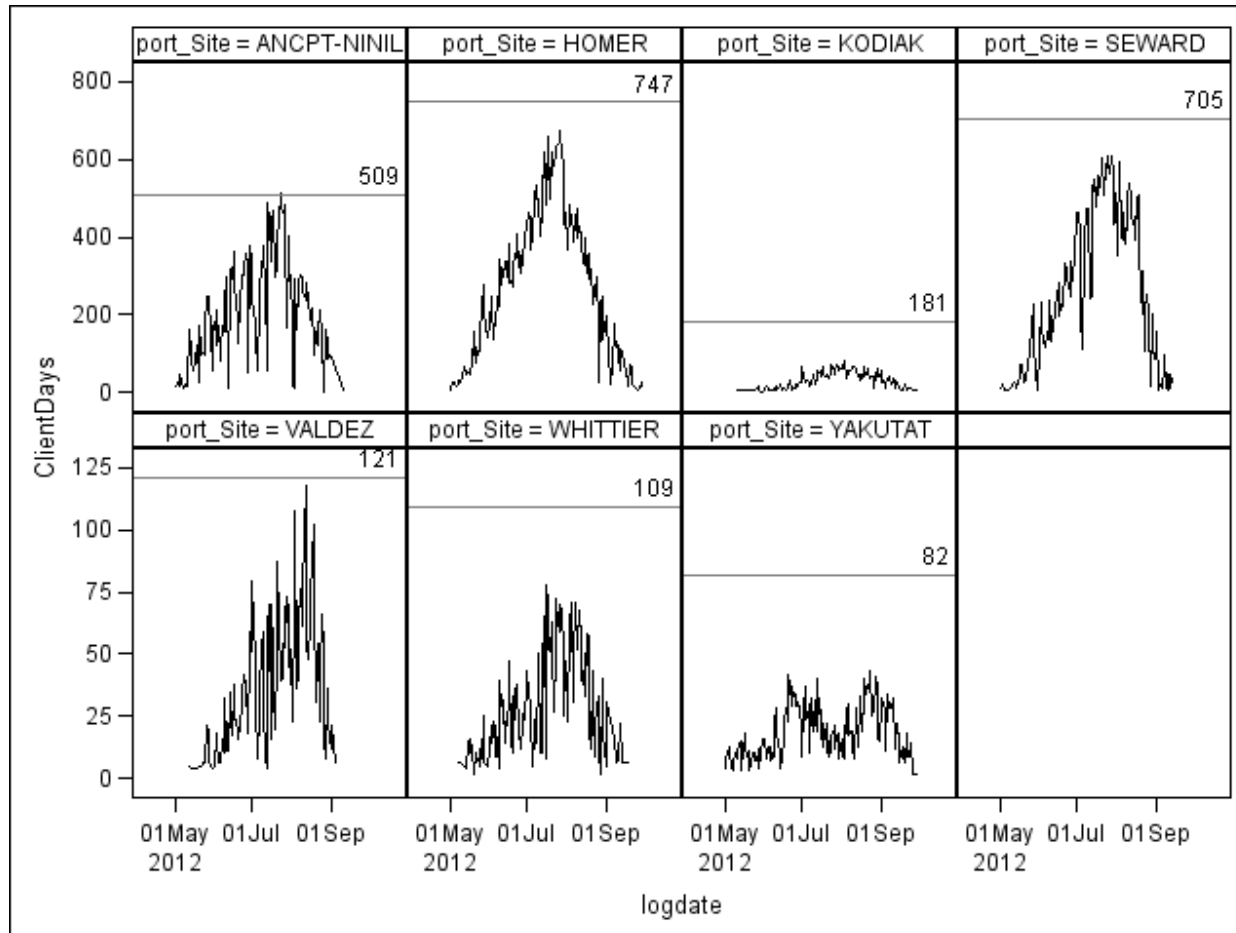 port_Site = ANCPT-NINIL
port_Site = HOMER
port_Site = KODIAK
port_Site = SEWARD
800
600
400
200
0
509
747
181
705
ClientDays
port_Site = VALDEZ
port_Site = WHITTIER
port_Site = YAKUTAT
125
100
75
50
25
0
121
109
82
01May 01Jul 01Sep
2012
01May 01Jul 01Sep
2012
01May 01Jul 01Sep
2012
01May 01Jul 01Sep
2012
logdate